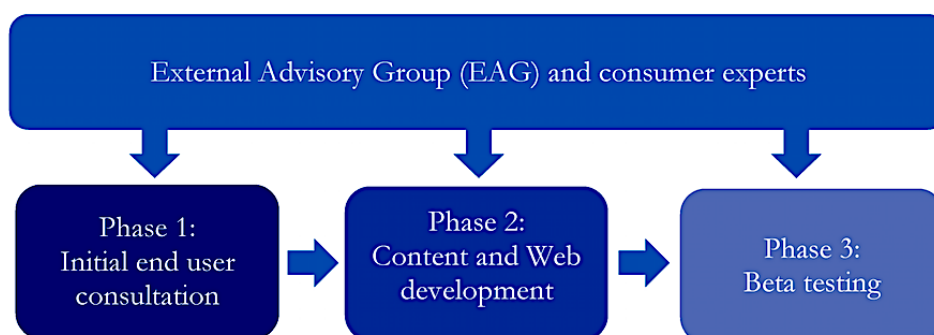 External Advisory Group (EAG) and consumer experts
Phase 1:
Initial end user
consultation
Phase 2:
Content and Web
development
Phase 3:
Beta testing